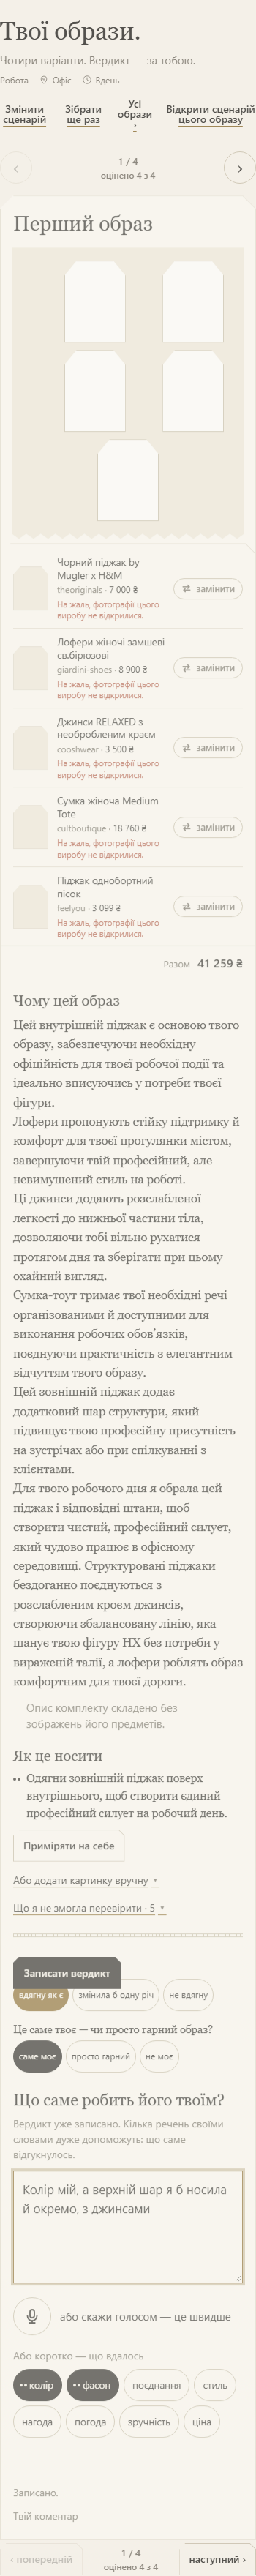 Твої образи.
Чотири варіанти. Вердикт — за тобою.
Робота Офіс Вдень
Змінити сценарій
Зібрати ще раз
Усі образи ›
Відкрити сценарій цього образу
‹
1 / 4
оцінено 4 з 4
›
Перший образ
Чорний піджак by
Mugler x H&M
theoriginals · 7 000 ₴
На жаль, фотографії цього
виробу не відкрилися.
замінити
Лофери жіночі замшеві
св.бірюзові
giardini-shoes · 8 900 ₴
На жаль, фотографії цього
виробу не відкрилися.
замінити
Джинси RELAXED з
необробленим краєм
cooshwear · 3 500 ₴
На жаль, фотографії цього
виробу не відкрилися.
замінити
Сумка жіноча Medium
Tote
cultboutique · 18 760 ₴
На жаль, фотографії цього
виробу не відкрилися.
замінити
Піджак однобортний
пісок
feelyou · 3 099 ₴
На жаль, фотографії цього
виробу не відкрилися.
замінити
Разом 41 259 ₴
Чому цей образ
Цей внутрішній піджак є основою твого
образу, забезпечуючи необхідну
офіційність для твоєї робочої події та
ідеально вписуючись у потреби твоєї
фігури.
Лофери пропонують стійку підтримку й
комфорт для твоєї прогулянки містом,
завершуючи твій професійний, але
невимушений стиль на роботі.
Ці джинси додають розслабленої
легкості до нижньої частини тіла,
дозволяючи тобі вільно рухатися
протягом дня та зберігати при цьому
охайний вигляд.
Сумка-тоут тримає твої необхідні речі
організованими й доступними для
виконання робочих обов'язків,
поєднуючи практичність з елегантним
відчуттям твого образу.
Цей зовнішній піджак додає
додатковий шар структури, який
підвищує твою професійну присутність
на зустрічах або при спілкуванні з
клієнтами.
Для твого робочого дня я обрала цей
піджак і відповідні штани, щоб
створити чистий, професійний силует,
який чудово працює в офісному
середовищі. Структуровані піджаки
бездоганно поєднуються з
розслабленим кроєм джинсів,
створюючи збалансовану лінію, яка
шанує твою фігуру HX без потреби у
вираженій талії, а лофери роблять образ
комфортним для твоєї дороги.
Опис комплекту складено без
зображень його предметів.
Як це носити
Одягни зовнішній піджак поверх
внутрішнього, щоб створити єдиний
професійний силует на робочий день.
Приміряти на себе
Або додати картинку вручну
Що я не змогла перевірити · 5
Записати вердикт
вдягну як є змінила б одну річ не вдягну
Це саме твоє — чи просто гарний образ?
саме моє просто гарний не моє
Що саме робить його твоїм?
Вердикт уже записано. Кілька речень своїми
словами дуже допоможуть: що саме
відгукнулось.
Колір мій, а верхній шар я б носила
й окремо, з джинсами
або скажи голосом — це швидше
Або коротко — що вдалось
колір фасон поєднання стиль
нагода погода зручність ціна
Записано.
Твій коментар
‹ попередній
1 / 4
оцінено 4 з 4
наступний ›